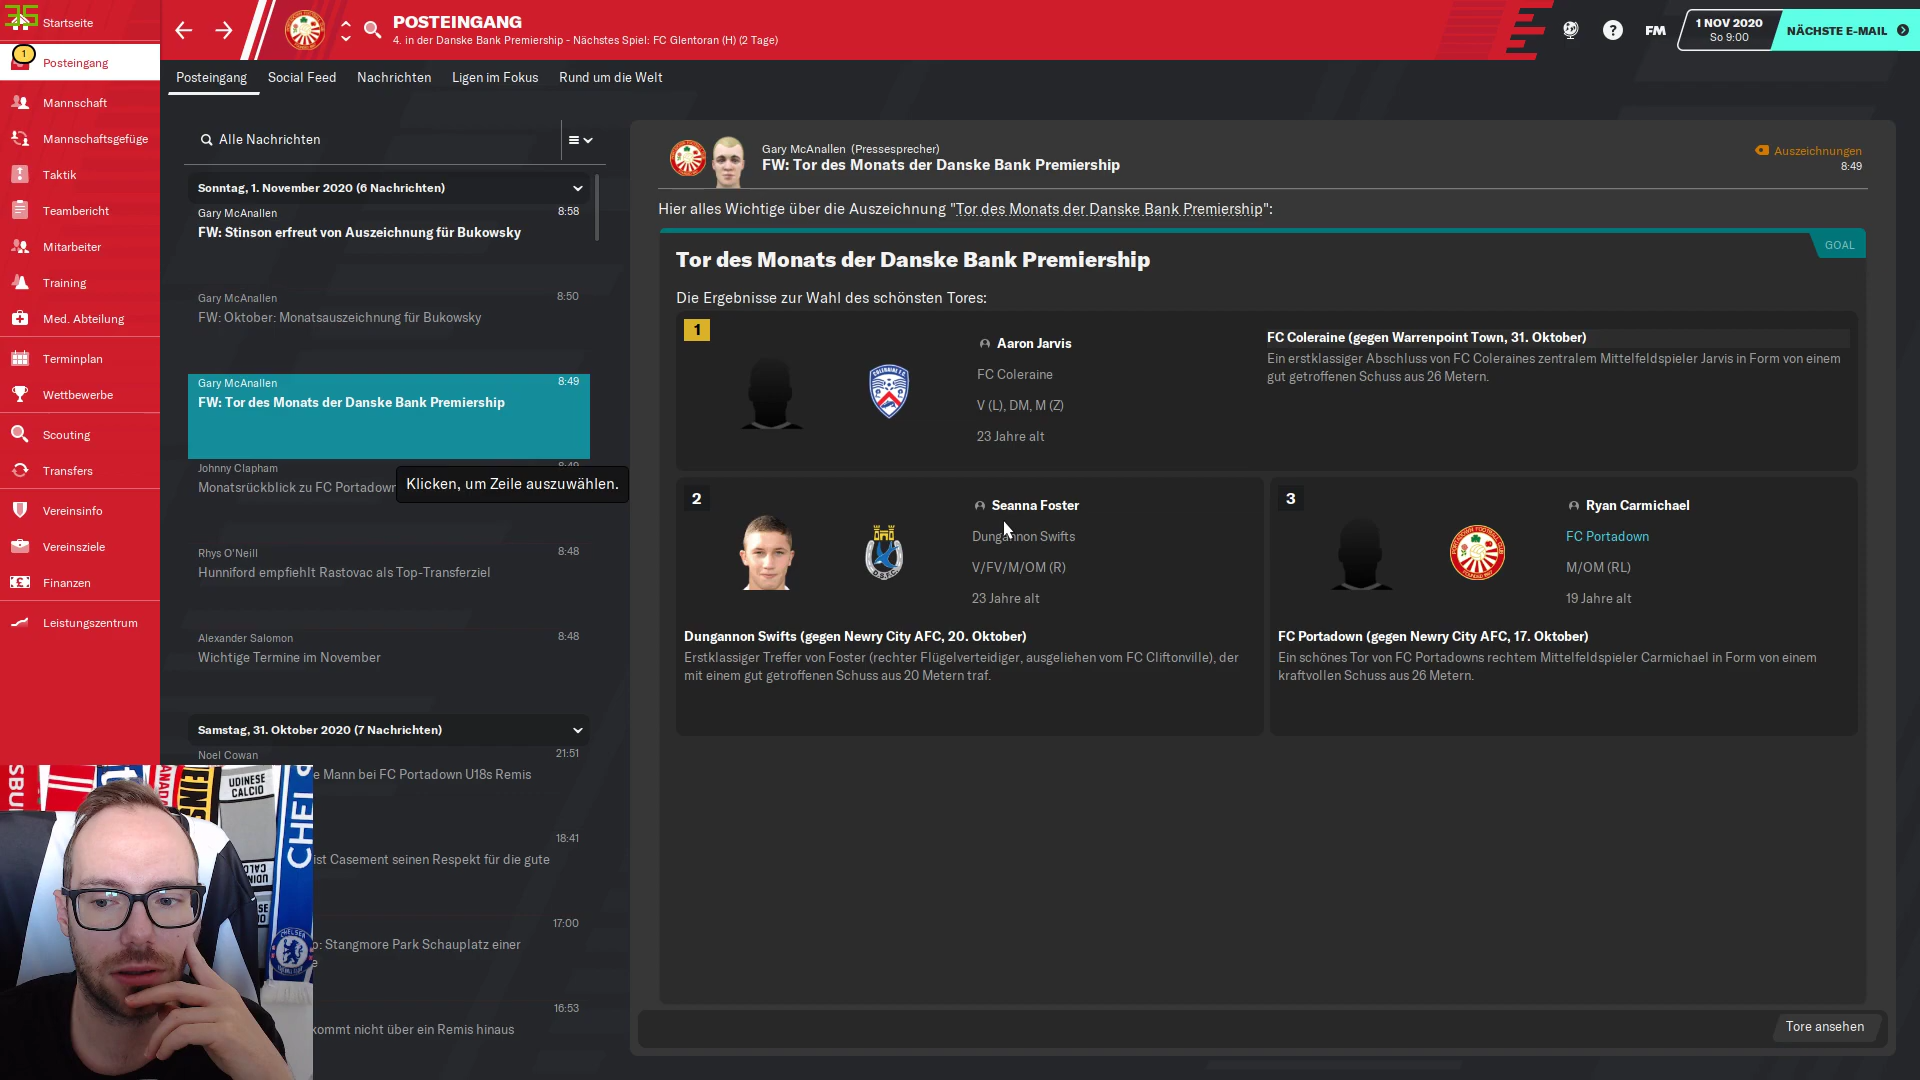 35
Startseite
1
Posteingang
Mannschaft
Mannschaftsgefüge
Taktik
Teambericht
Mitarbeiter
Training
Med. Abteilung
Terminplan
Wettbewerbe
Scouting
Transfers
Vereinsinfo
Vereinsziele
Finanzen
Leistungszentrum
POSTEINGANG
4. in der Danske Bank Premiership - Nächstes Spiel: FC Glentoran (H) (2 Tage)
?
FM
1 NOV 2020
So 9:00
NÄCHSTE E-MAIL
Posteingang
Social Feed
Nachrichten
Ligen im Fokus
Rund um die Welt
Alle Nachrichten
Sonntag, 1. November 2020 (6 Nachrichten)
Gary McAnallen
8:58
FW: Stinson erfreut von Auszeichnung für Bukowsky
Gary McAnallen
8:50
FW: Oktober: Monatsauszeichnung für Bukowsky
Gary McAnallen
8:49
FW: Tor des Monats der Danske Bank Premiership
Johnny Clapham
8:49
Monatsrückblick zu FC Portadown
Klicken, um Zeile auszuwählen.
Rhys O'Neill
8:48
Hunniford empfiehlt Rastovac als Top-Transferziel
Alexander Salomon
8:48
Wichtige Termine im November
Samstag, 31. Oktober 2020 (7 Nachrichten)
Noel Cowan
21:51
e Mann bei FC Portadown U18s Remis
18:41
ist Casement seinen Respekt für die gute
17:00
o: Stangmore Park Schauplatz einer
e
16:53
kommt nicht über ein Remis hinaus
Gary McAnallen (Pressesprecher)
FW: Tor des Monats der Danske Bank Premiership
Auszeichnungen
8:49
Hier alles Wichtige über die Auszeichnung "Tor des Monats der Danske Bank Premiership":
GOAL
Tor des Monats der Danske Bank Premiership
Die Ergebnisse zur Wahl des schönsten Tores:
1
Aaron Jarvis
FC Coleraine
V (L), DM, M (Z)
23 Jahre alt
FC Coleraine (gegen Warrenpoint Town, 31. Oktober)
Ein erstklassiger Abschluss von FC Coleraines zentralem Mittelfeldspieler Jarvis in Form von einem
gut getroffenen Schuss aus 26 Metern.
2
Seanna Foster
Dungannon Swifts
V/FV/M/OM (R)
23 Jahre alt
Dungannon Swifts (gegen Newry City AFC, 20. Oktober)
Erstklassiger Treffer von Foster (rechter Flügelverteidiger, ausgeliehen vom FC Cliftonville), der
mit einem gut getroffenen Schuss aus 20 Metern traf.
3
Ryan Carmichael
FC Portadown
M/OM (RL)
19 Jahre alt
FC Portadown (gegen Newry City AFC, 17. Oktober)
Ein schönes Tor von FC Portadowns rechtem Mittelfeldspieler Carmichael in Form von einem
kraftvollen Schuss aus 26 Metern.
Tore ansehen
UDINESE
CALCIO
CHELS
CHELSEA